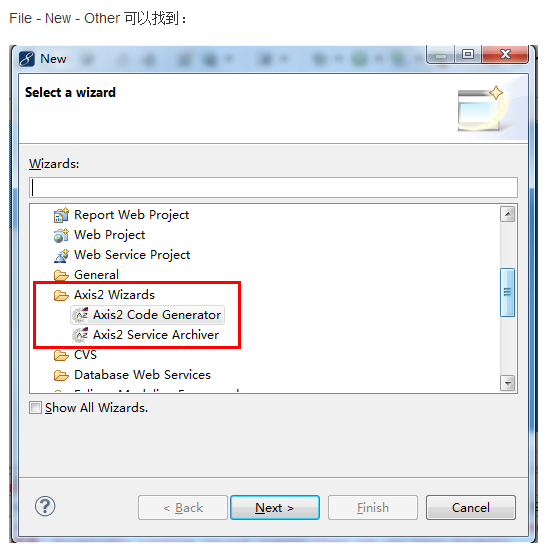 File - New - Other 可以找到：
New
Select a wizard
Wizards:
Report Web Project
Web Project
Web Service Project
General
Axis2 Wizards
Axis2 Code Generator
Axis2 Service Archiver
CVS
Database Web Services
Show All Wizards.
?
< Back
Next >
Finish
Cancel